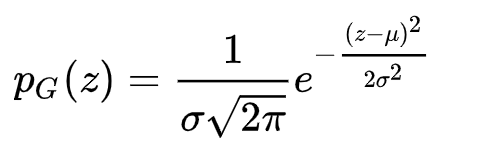 $p_G(z) = \frac{1}{\sigma\sqrt{2\pi}} e^{-\frac{(z-\mu)^2}{2\sigma^2}}$